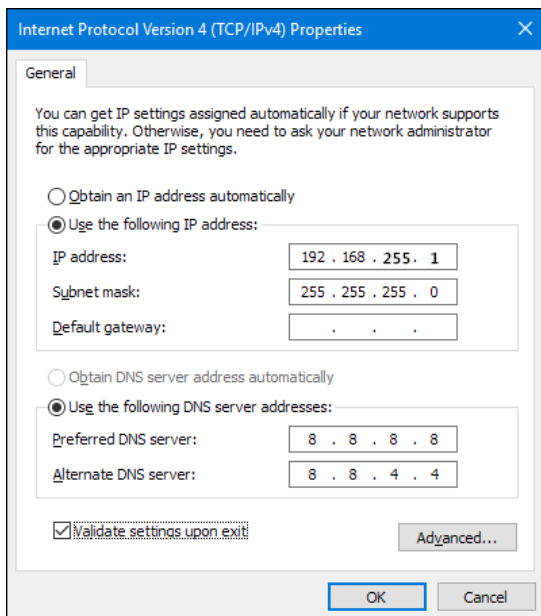 Internet Protocol Version 4 (TCP/IPv4) Properties
General
You can get IP settings assigned automatically if your network supports
this capability. Otherwise, you need to ask your network administrator
for the appropriate IP settings.
Obtain an IP address automatically
Use the following IP address:
IP address: 192 . 168 . 255 . 1
Subnet mask: 255 . 255 . 255 . 0
Default gateway: . . .
Obtain DNS server address automatically
Use the following DNS server addresses:
Preferred DNS server: 8 . 8 . 8 . 8
Alternate DNS server: 8 . 8 . 4 . 4
Validate settings upon exit
Advanced...
OK Cancel